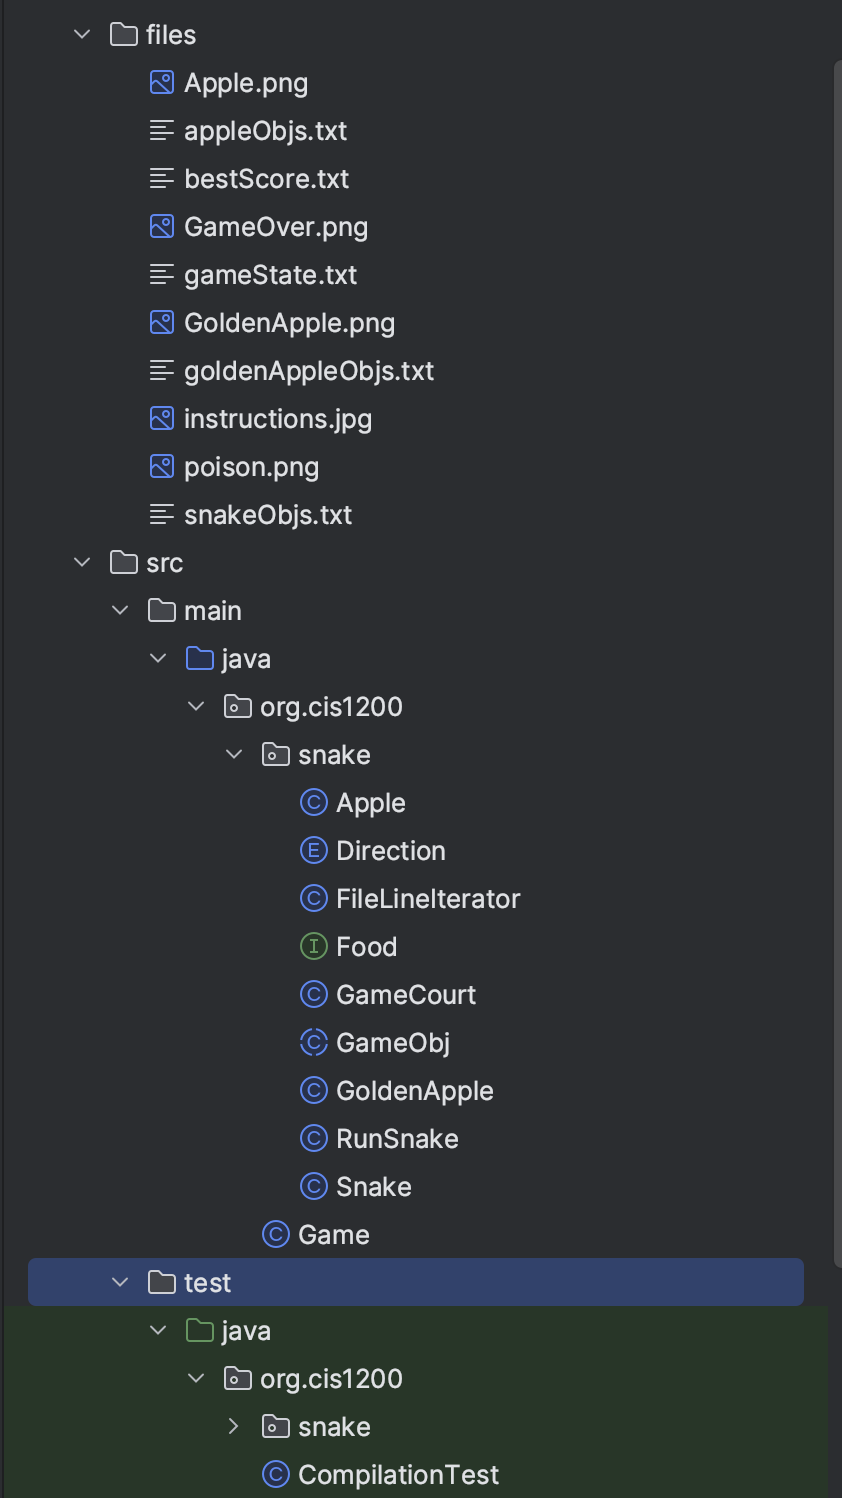 files
Apple.png
appleObjs.txt
bestScore.txt
GameOver.png
gameState.txt
GoldenApple.png
goldenAppleObjs.txt
instructions.jpg
poison.png
snakeObjs.txt
src
main
java
org.cis1200
snake
C Apple
E Direction
C FileLineIterator
I Food
C GameCourt
C GameObj
C GoldenApple
C RunSnake
C Snake
C Game
test
java
org.cis1200
snake
C CompilationTest